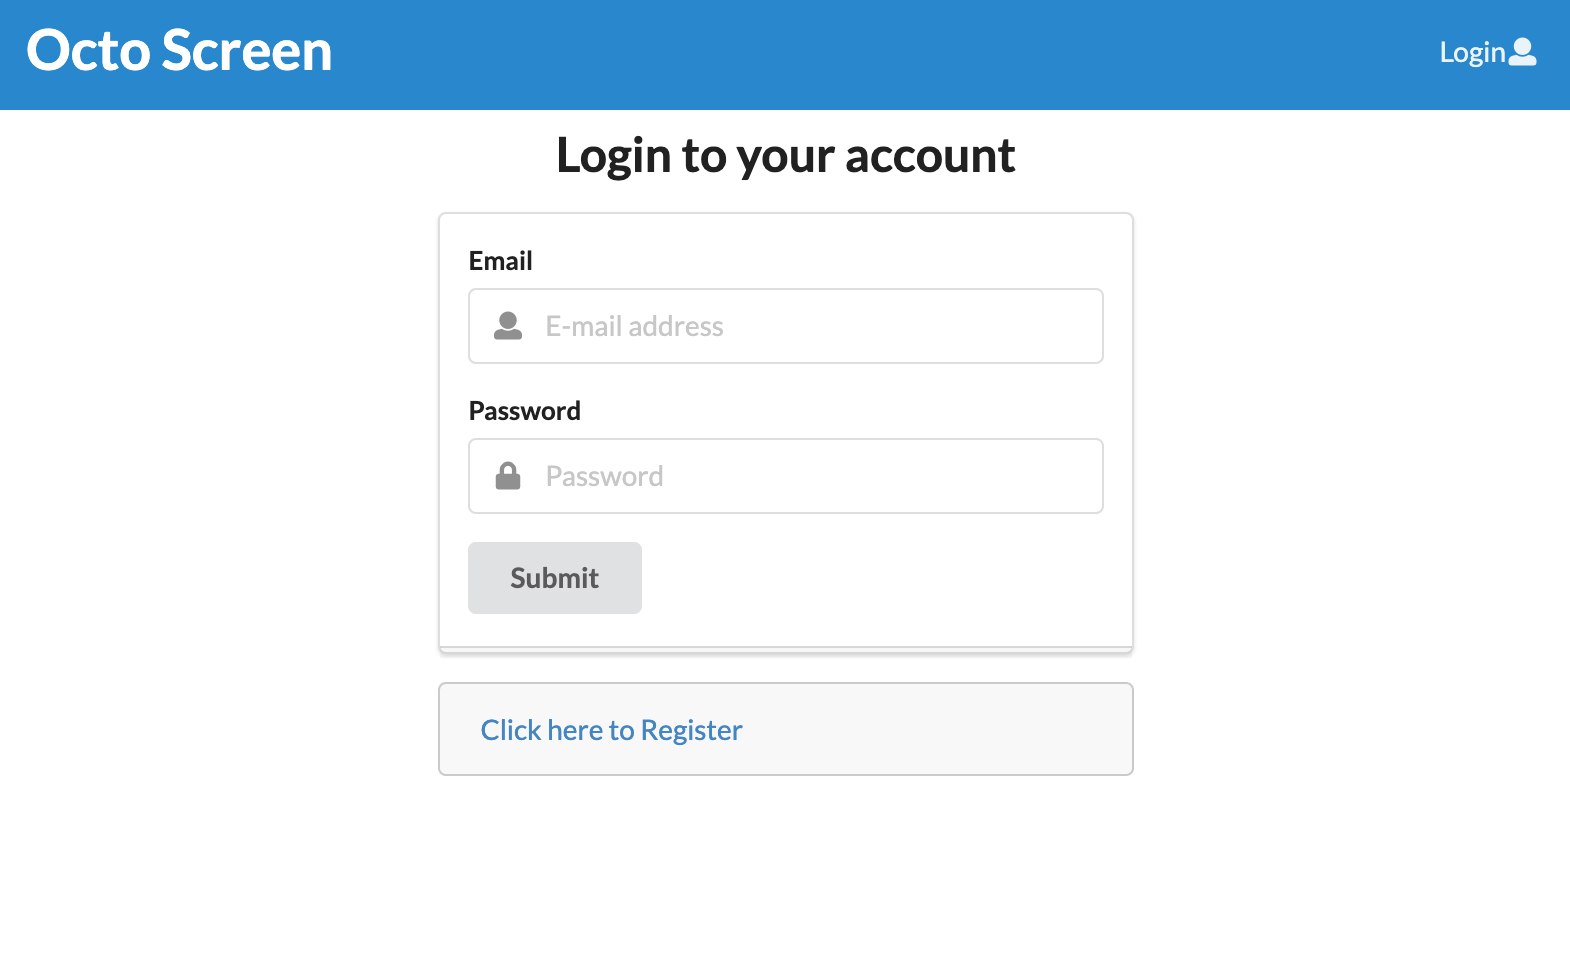 Octo Screen
Login
Login to your account
Email
E-mail address
Password
Password
Submit
Click here to Register